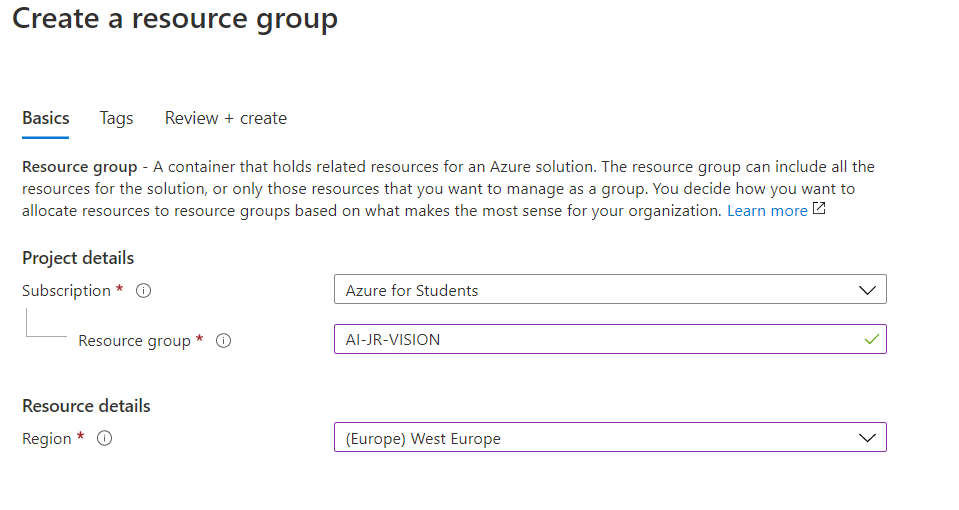 Create a resource group
Basics Tags Review + create
Resource group - A container that holds related resources for an Azure solution. The resource group can include all the
resources for the solution, or only those resources that you want to manage as a group. You decide how you want to
allocate resources to resource groups based on what makes the most sense for your organization. Learn more
Project details
Subscription * Azure for Students
Resource group * AI-JR-VISION
Resource details
Region * (Europe) West Europe